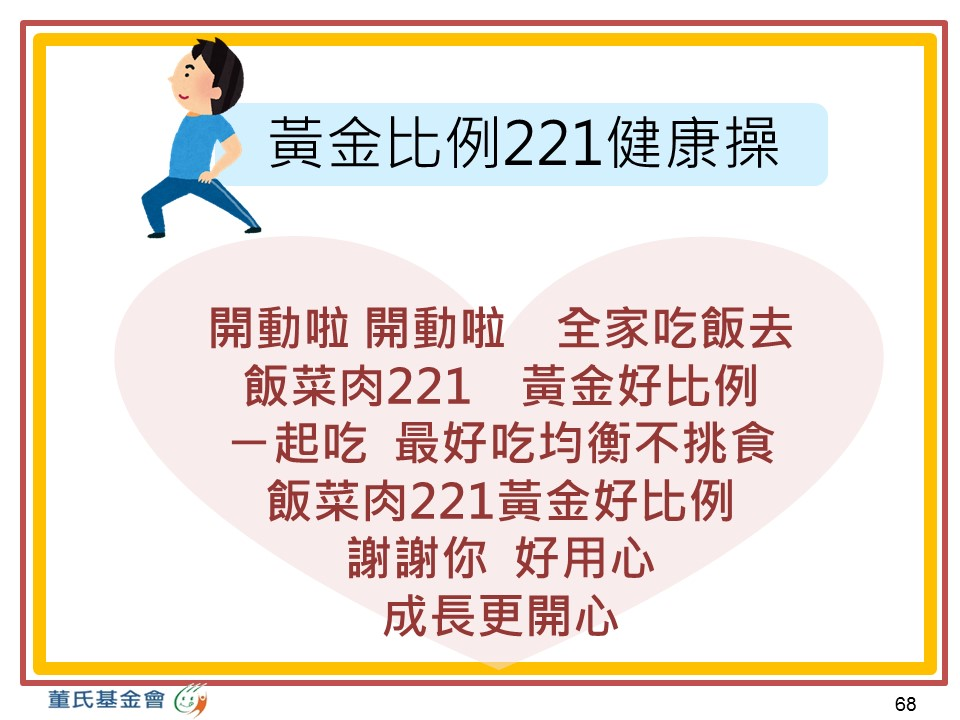 黃金比例221健康操
開動啦 開動啦 全家吃飯去
飯菜肉221 黃金好比例
一起吃 最好吃均衡不挑食
飯菜肉221黃金好比例
謝謝你 好用心
成長更開心
董氏基金會
68